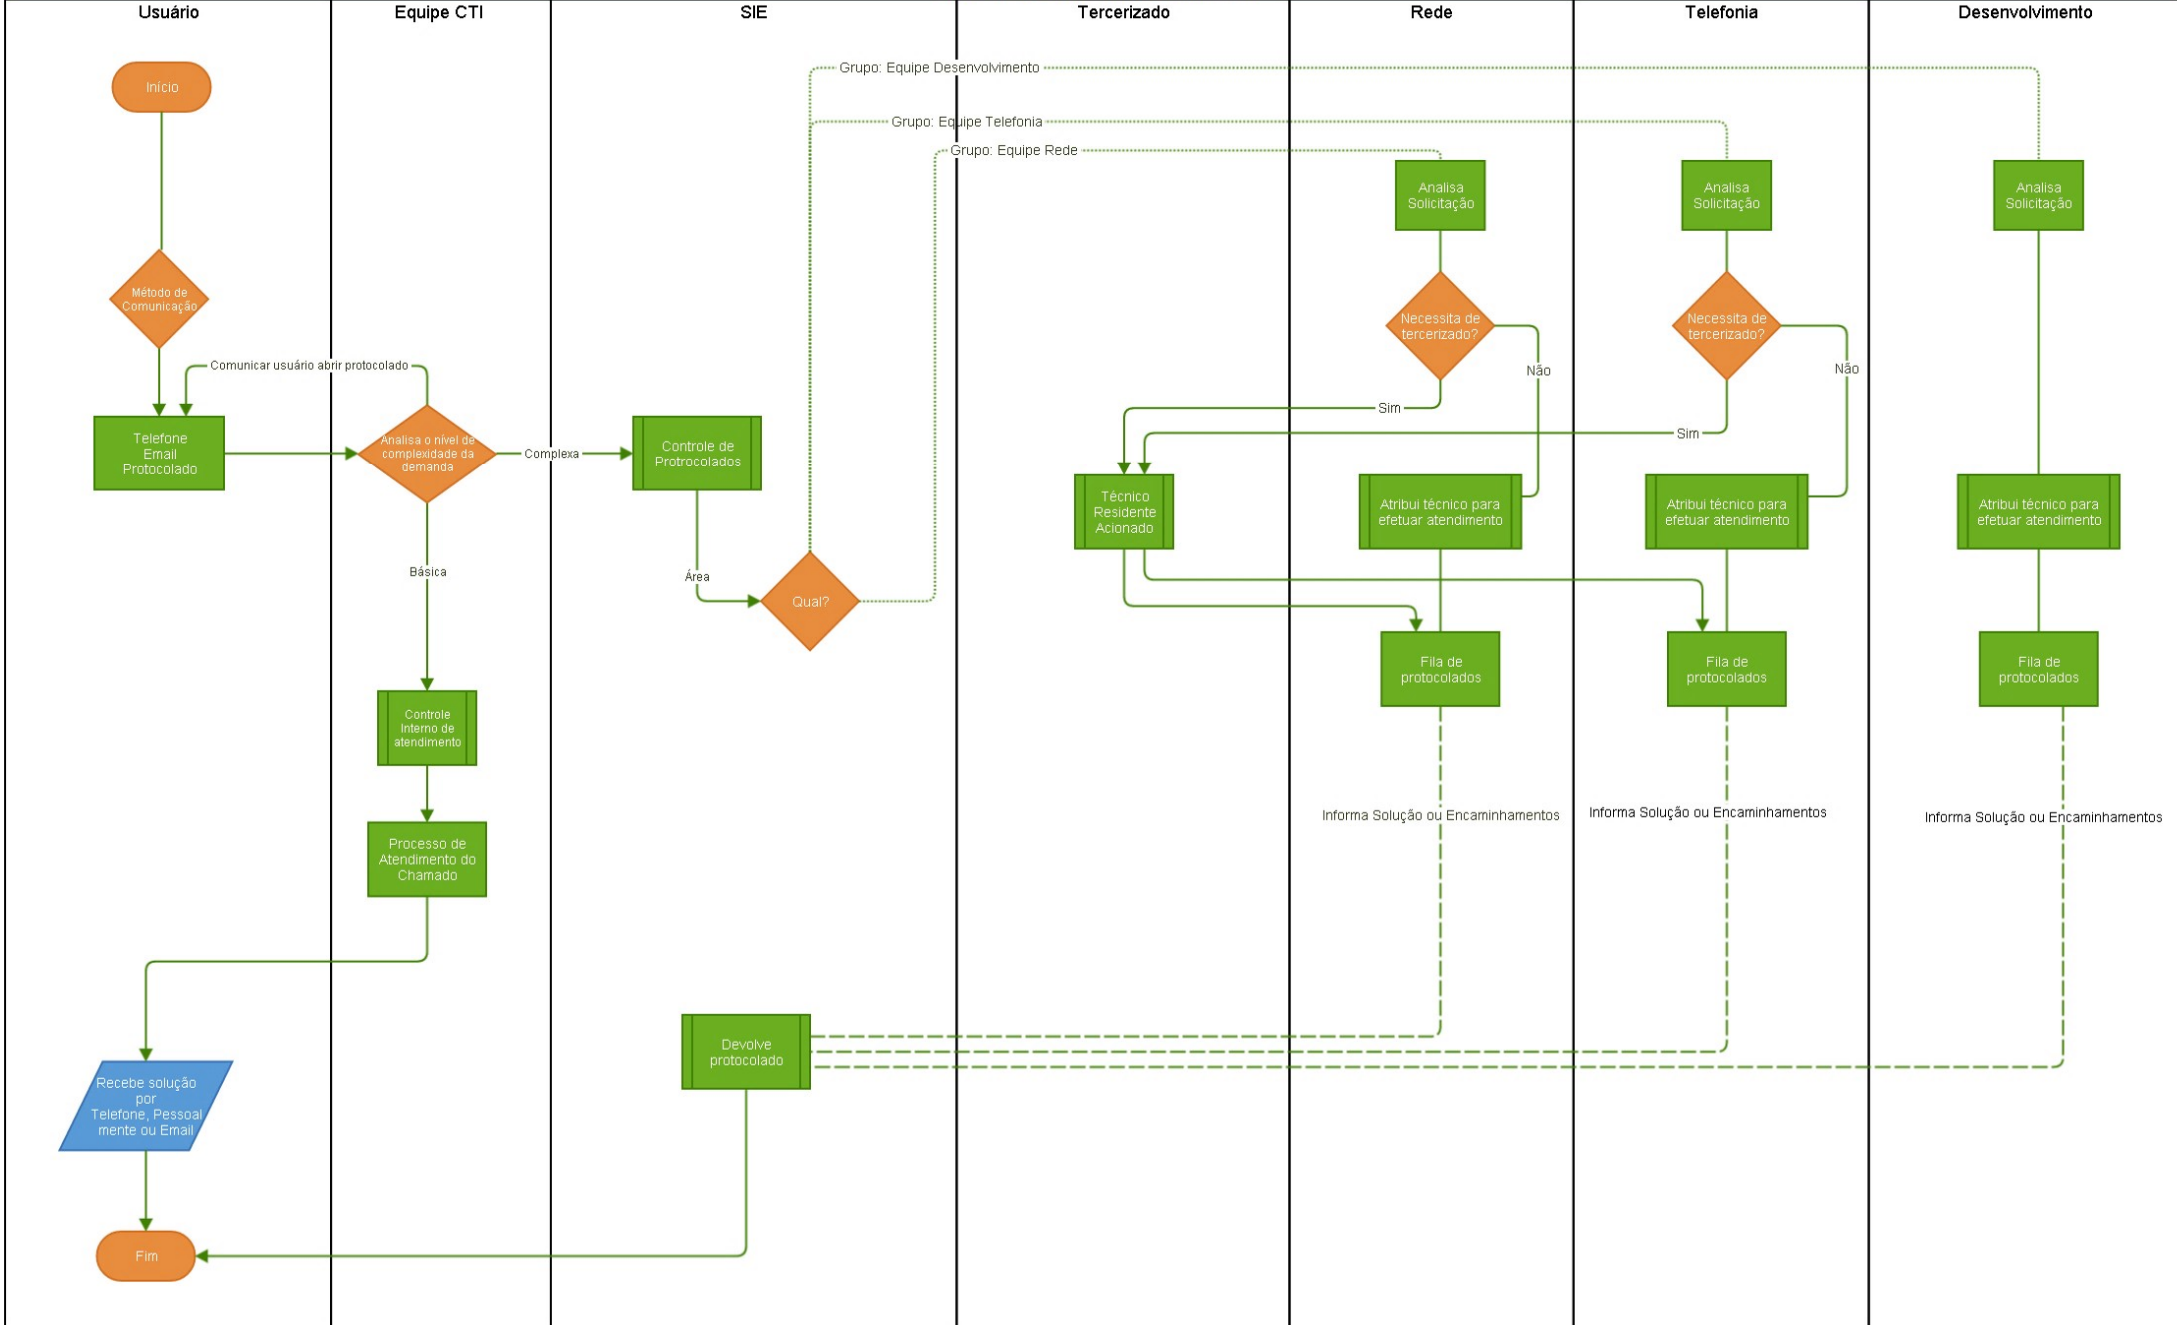 Usuário
Equipe CTI
SIE
Tercerizado
Rede
Telefonia
Desenvolvimento
Início
Grupo: Equipe Desenvolvimento
Grupo: Equipe Telefonia
Grupo: Equipe Rede
Analisa
Solicitação
Analisa
Solicitação
Analisa
Solicitação
Método de
Comunicação
Necessita de
tercerizado?
Necessita de
tercerizado?
Não
Não
Comunicar usuário abrir protocolado
Sim
Sim
Telefone
Email
Protocolado
Analisa o nível de
complexidade da
demanda
Complexa
Controle de
Protrocolados
Técnico
Residente
Acionado
Atribui técnico para
efetuar atendimento
Atribui técnico para
efetuar atendimento
Atribui técnico para
efetuar atendimento
Básica
Área
Qual?
Fila de
protocolados
Fila de
protocolados
Fila de
protocolados
Controle
Interno de
atendimento
Informa Solução ou Encaminhamentos
Informa Solução ou Encaminhamentos
Informa Solução ou Encaminhamentos
Processo de
Atendimento do
Chamado
Devolve
protocolado
Recebe solução
por
Telefone, Pessoal
mente ou Email
Fim